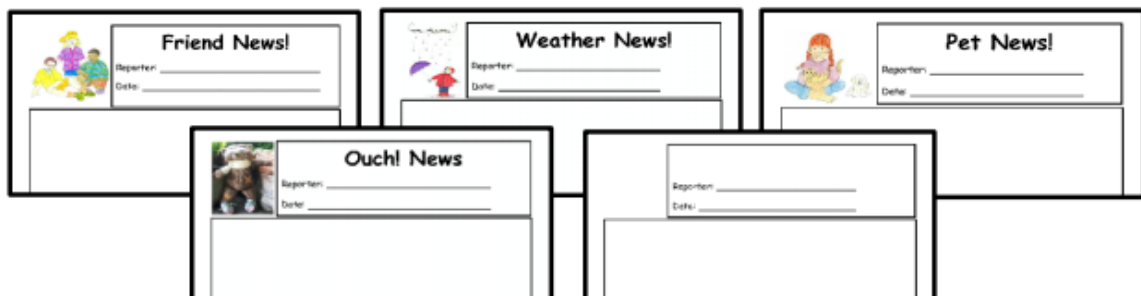 Friend News!
Reporter:
Date:
Weather News!
Reporter:
Date:
Pet News!
Reporter:
Date:
Ouch! News
Reporter:
Date:
Reporter:
Date: